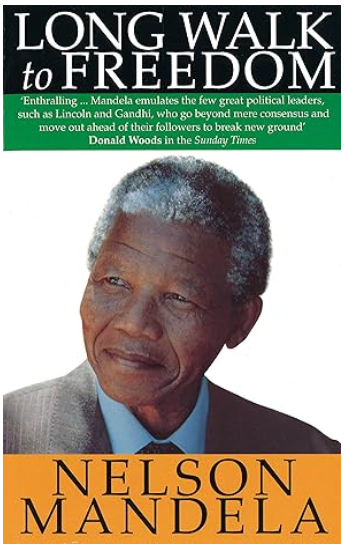 LONG WALK
to FREEDOM
‘Enthralling ... Mandela emulates the few great political leaders,
such as Lincoln and Gandhi, who go beyond mere consensus and
move out ahead of their followers to break new ground’
Donald Woods in the Sunday Times
NELSON
MANDELA